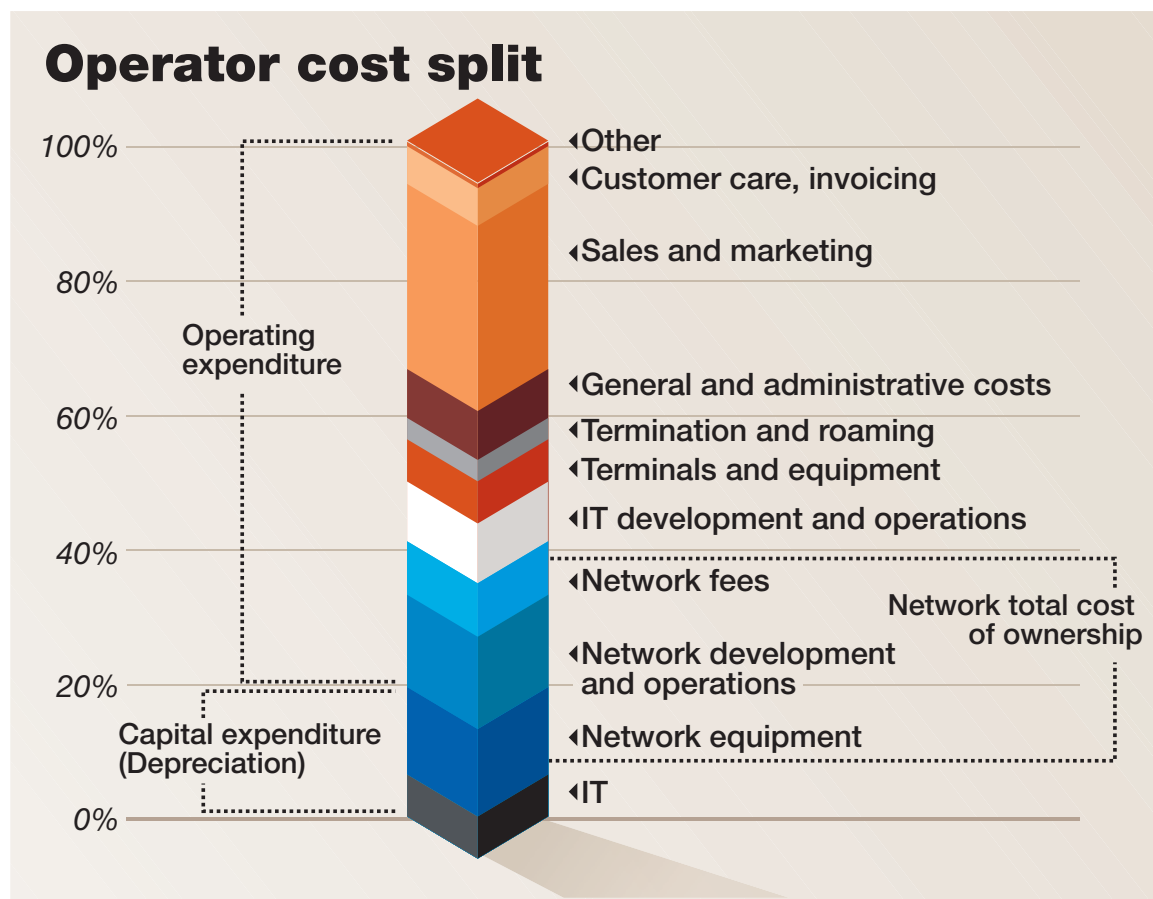 Operator cost split
100%
Other
Customer care, invoicing
Sales and marketing
80%
Operating
expenditure
General and administrative costs
60%
Termination and roaming
Terminals and equipment
IT development and operations
40%
Network fees
Network total cost
of ownership
Network development
and operations
20%
Capital expenditure
(Depreciation)
Network equipment
IT
0%